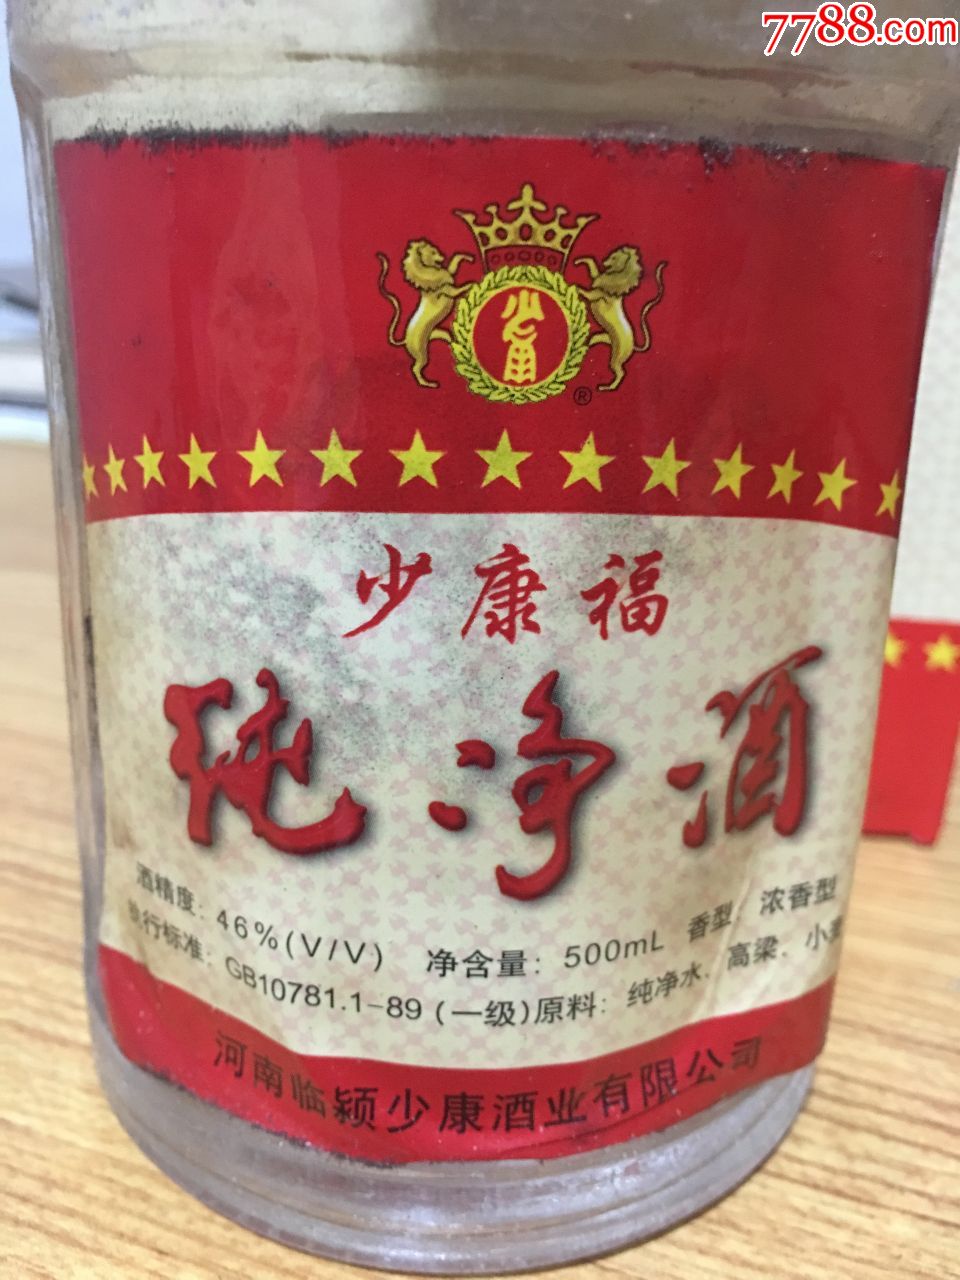 7788.com
®
少康福
纯净酒
酒精度：46%(V/V) 净含量：500mL 香型：浓香型
执行标准：GB10781.1-89(一级)原料：纯净水、高粱、小麦
河南临颍少康酒业有限公司